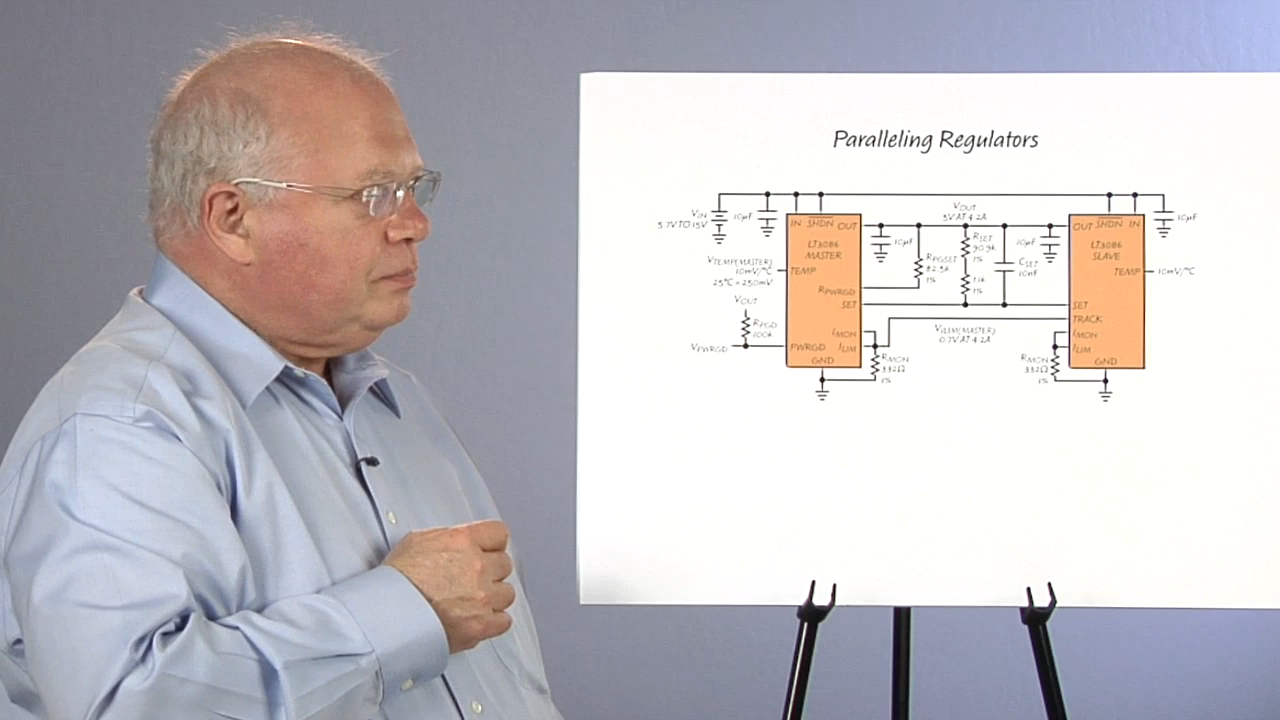 Paralleling Regulators
VIN
5.7V TO 15V
10µF
IN SHDN OUT
LT3086
MASTER
TEMP
RPWRGD
SET
IMON
ILIM
PWRGD
GND
VTEMP(MASTER)
10mV/°C
25°C = 250mV
VOUT
RPGD
100k
VPWRGD
VOUT
5V AT 4.2A
10µF
RPGSET
82.5k
1%
RSET
90.9k
1%
1.1k
1%
CSET
10nF
10µF
VILIM(MASTER)
0.7V AT 4.2A
RMON
332Ω
1%
OUT SHDN IN
LT3086
SLAVE
TEMP
10mV/°C
SET
TRACK
IMON
ILIM
GND
RMON
332Ω
1%
10µF